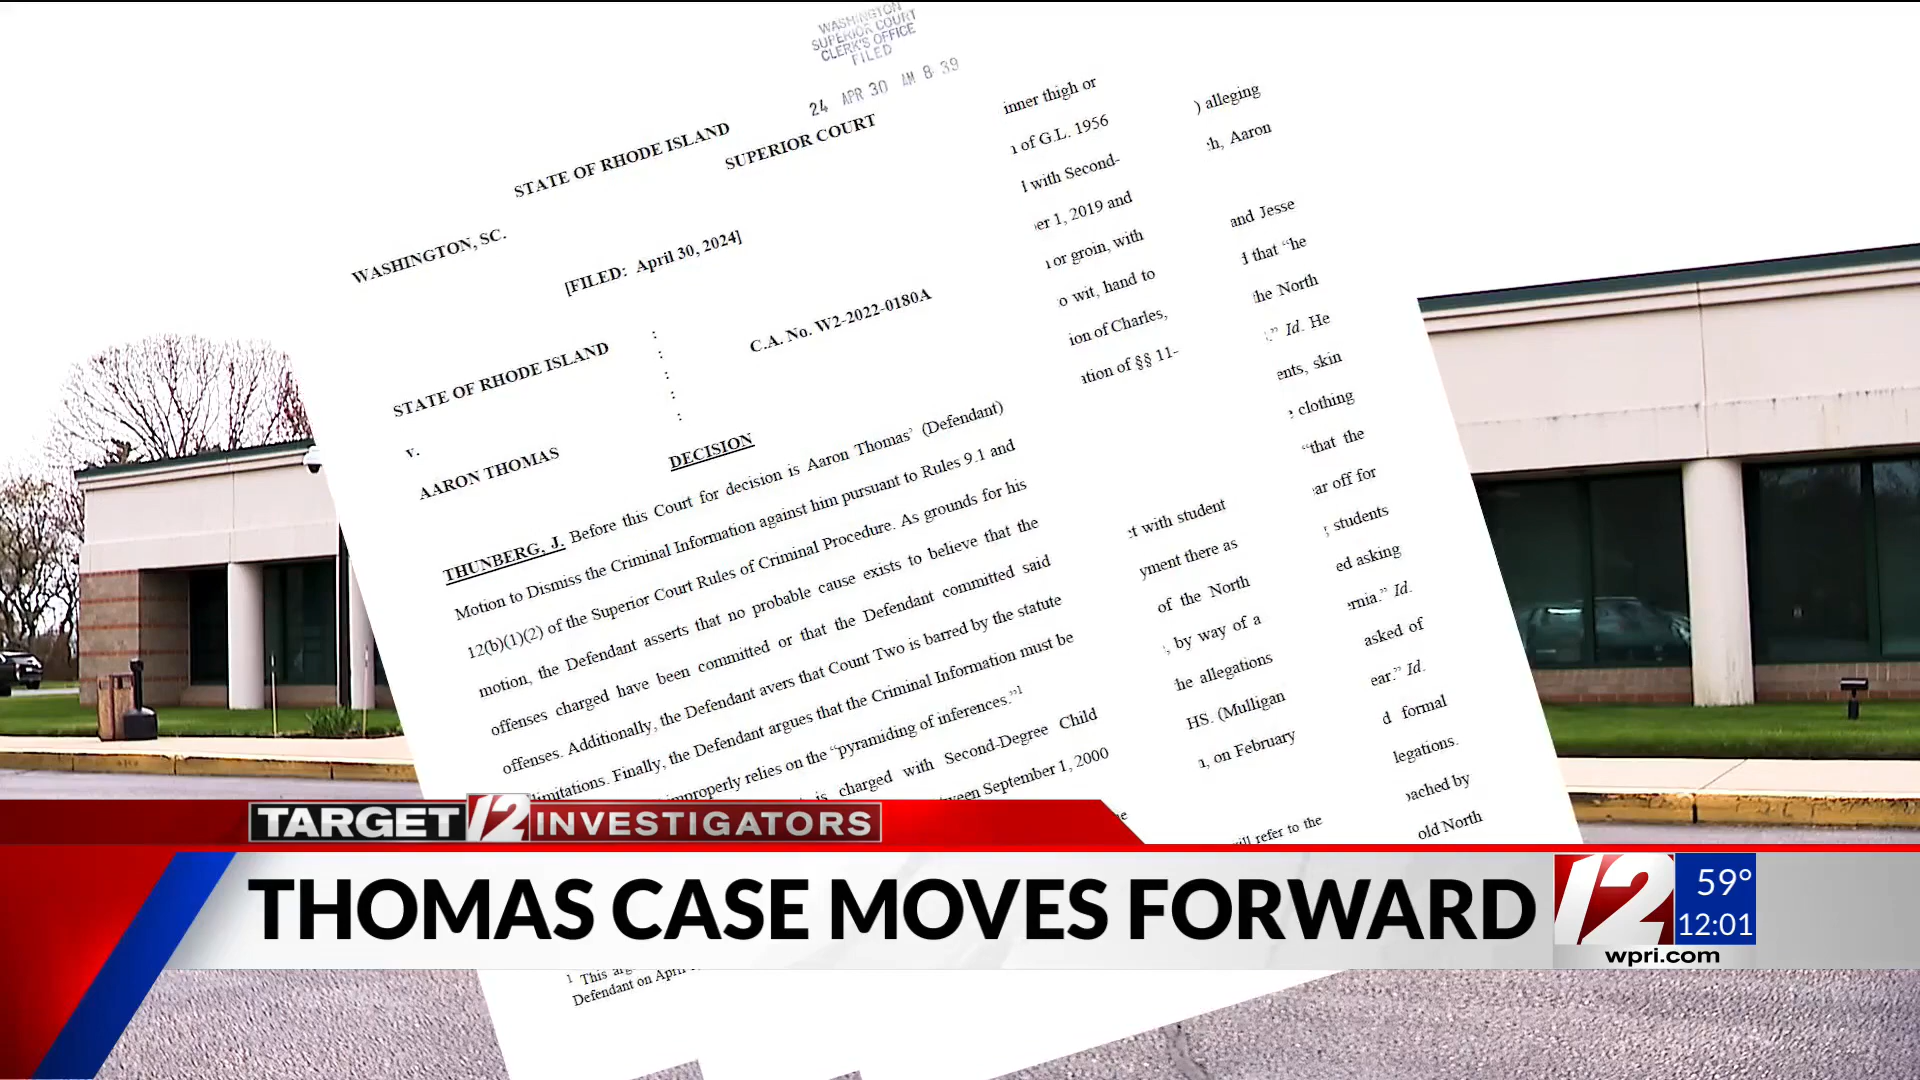 WASHINGTON
SUPERIOR COURT
CLERK'S OFFICE
FILED
24 APR 30 AM 8:39
STATE OF RHODE ISLAND
SUPERIOR COURT
WASHINGTON, SC.
[FILED: April 30, 2024]
STATE OF RHODE ISLAND
:
:
:
:
:
C.A. No. W2-2022-0180A
v.
AARON THOMAS
DECISION
THUNBERG, J. Before this Court for decision is Aaron Thomas' (Defendant)
Motion to Dismiss the Criminal Information against him pursuant to Rules 9.1 and
12(b)(1)(2) of the Superior Court Rules of Criminal Procedure. As grounds for his
motion, the Defendant asserts that no probable cause exists to believe that the
offenses charged have been committed or that the Defendant committed said
offenses. Additionally, the Defendant avers that Count Two is barred by the statute
limitations. Finally, the Defendant argues that the Criminal Information must be
improperly relies on the “pyramiding of inferences.”1
is charged with Second-Degree Child
September 1, 2000
1 This
Defendant on April
inner thigh or
of G.L. 1956
with Second-
1, 2019 and
or groin, with
wit, hand to
of Charles,
of §§ 11-
with student
there as
of the North
, by way of a
allegations
HS. (Mulligan
, on February
refer to the
) alleging
Aaron
and Jesse
that “he
North
.” Id. He
skin
clothing
“that the
off for
students
asking
.” Id.
asked of
.” Id.
formal
by
old North
TARGET 12 INVESTIGATORS
THOMAS CASE MOVES FORWARD
12
59°
12:01
wpri.com